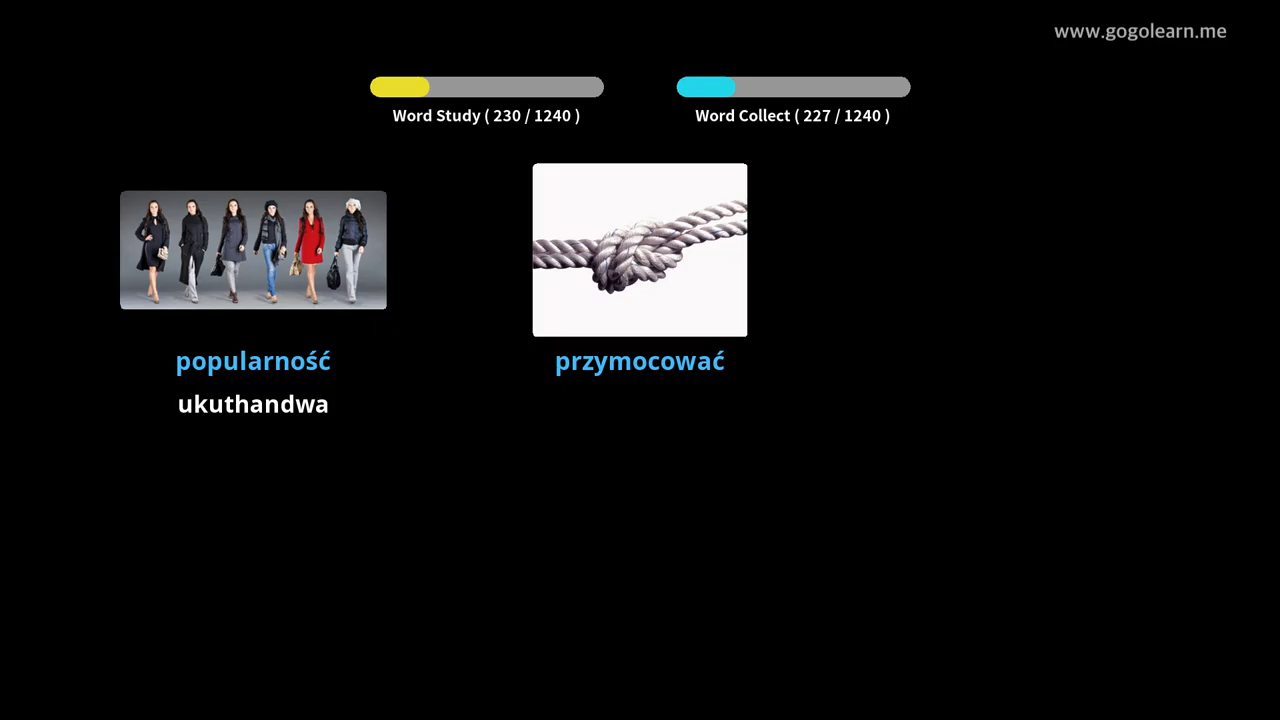 www.gogolearn.me
Word Study ( 230 / 1240 )
Word Collect ( 227 / 1240 )
popularność
ukuthandwa
przymocować